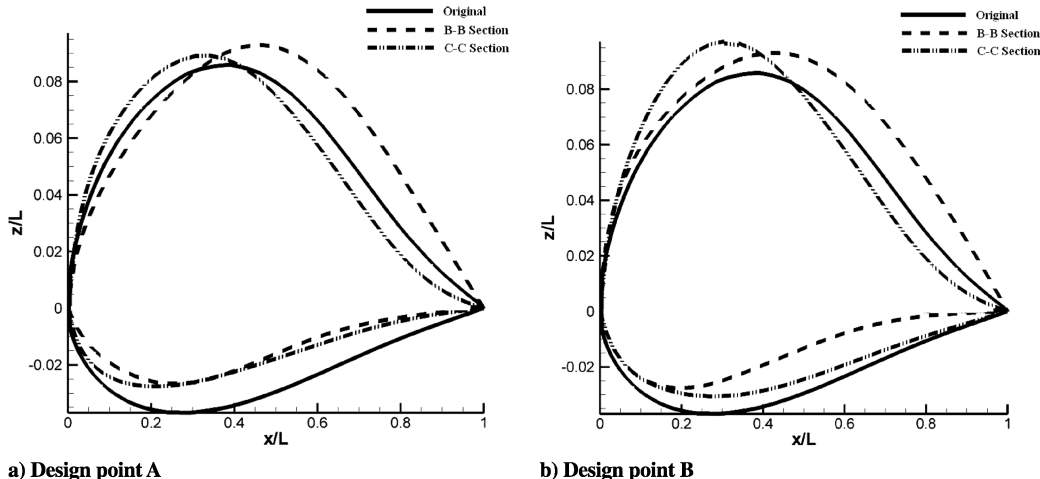 Original
B-B Section
C-C Section
0.08
0.06
0.04
0.02
0
-0.02
z/L
0
0.2
0.4
0.6
0.8
1
x/L
a) Design point A
Original
B-B Section
C-C Section
0.08
0.06
0.04
0.02
0
-0.02
z/L
0
0.2
0.4
0.6
0.8
1
x/L
b) Design point B